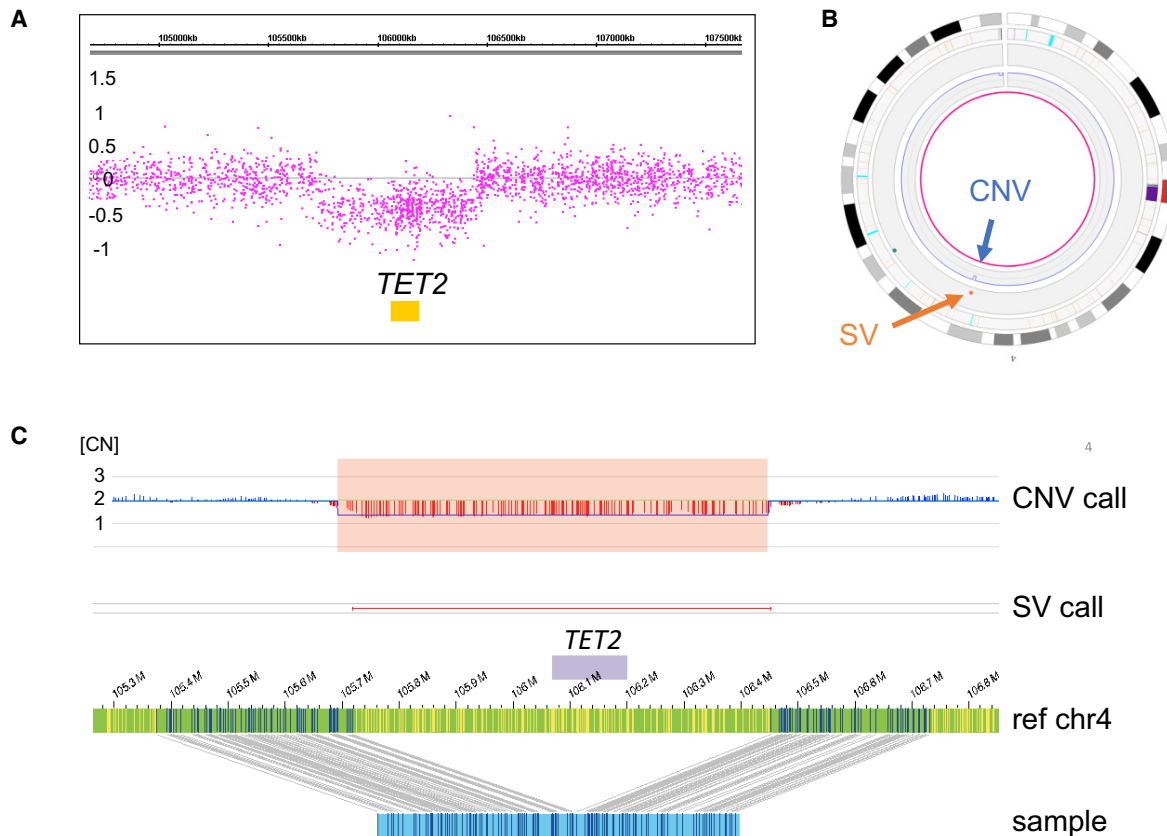 A
105000kb 105500kb 106000kb 106500kb 107000kb 107500kb
1.5
1
0.5
0
-0.5
-1
TET2
B
CNV
SV
4
C
[CN]
4
3
2
1
CNV call
SV call
TET2
105.3 M 105.4 M 105.5 M 105.6 M 105.7 M 105.8 M 105.9 M 106 M 106.1 M 106.2 M 106.3 M 106.4 M 106.5 M 106.6 M 106.7 M 106.8 M
ref chr4
sample